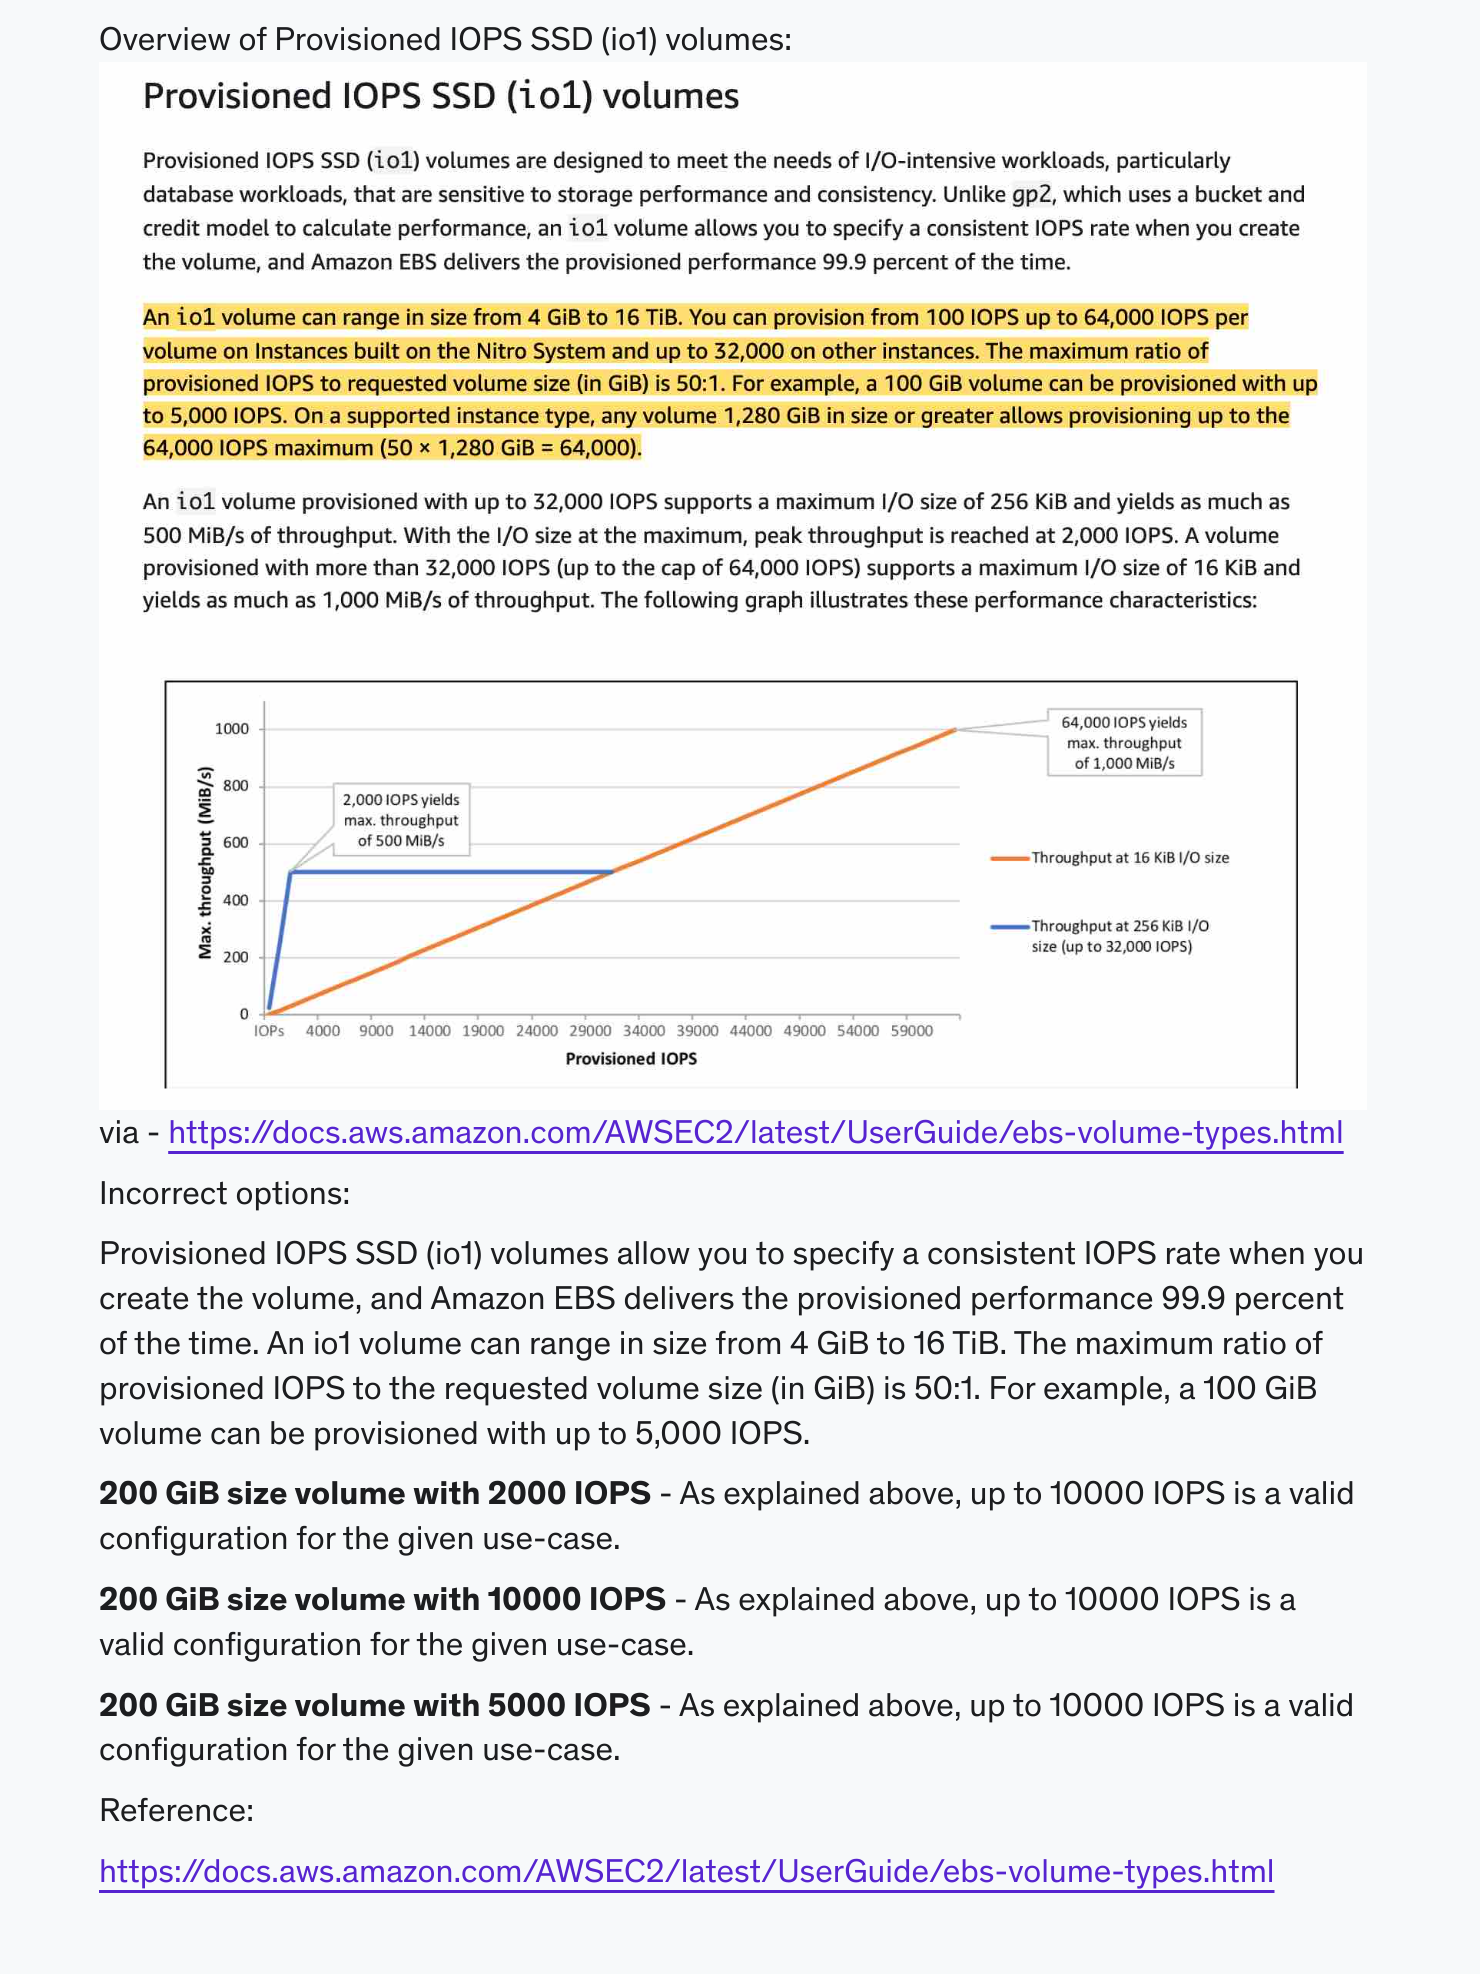 Overview of Provisioned IOPS SSD (io1) volumes:
Provisioned IOPS SSD (io1) volumes
Provisioned IOPS SSD (io1) volumes are designed to meet the needs of I/O-intensive workloads, particularly
database workloads, that are sensitive to storage performance and consistency. Unlike gp2, which uses a bucket and
credit model to calculate performance, an io1 volume allows you to specify a consistent IOPS rate when you create
the volume, and Amazon EBS delivers the provisioned performance 99.9 percent of the time.
An io1 volume can range in size from 4 GiB to 16 TiB. You can provision from 100 IOPS up to 64,000 IOPS per
volume on Instances built on the Nitro System and up to 32,000 on other instances. The maximum ratio of
provisioned IOPS to requested volume size (in GiB) is 50:1. For example, a 100 GiB volume can be provisioned with up
to 5,000 IOPS. On a supported instance type, any volume 1,280 GiB in size or greater allows provisioning up to the
64,000 IOPS maximum (50 × 1,280 GiB = 64,000).
An io1 volume provisioned with up to 32,000 IOPS supports a maximum I/O size of 256 KiB and yields as much as
500 MiB/s of throughput. With the I/O size at the maximum, peak throughput is reached at 2,000 IOPS. A volume
provisioned with more than 32,000 IOPS (up to the cap of 64,000 IOPS) supports a maximum I/O size of 16 KiB and
yields as much as 1,000 MiB/s of throughput. The following graph illustrates these performance characteristics:
Max. throughput (MiB/s)
1000
800
600
400
200
0
2,000 IOPS yields
max. throughput
of 500 MiB/s
64,000 IOPS yields
max. throughput
of 1,000 MiB/s
Throughput at 16 KiB I/O size
Throughput at 256 KiB I/O
size (up to 32,000 IOPS)
IOPs 4000 9000 14000 19000 24000 29000 34000 39000 44000 49000 54000 59000
Provisioned IOPS
via - https://docs.aws.amazon.com/AWSEC2/latest/UserGuide/ebs-volume-types.html
Incorrect options:
Provisioned IOPS SSD (io1) volumes allow you to specify a consistent IOPS rate when you
create the volume, and Amazon EBS delivers the provisioned performance 99.9 percent
of the time. An io1 volume can range in size from 4 GiB to 16 TiB. The maximum ratio of
provisioned IOPS to the requested volume size (in GiB) is 50:1. For example, a 100 GiB
volume can be provisioned with up to 5,000 IOPS.
200 GiB size volume with 2000 IOPS - As explained above, up to 10000 IOPS is a valid
configuration for the given use-case.
200 GiB size volume with 10000 IOPS - As explained above, up to 10000 IOPS is a
valid configuration for the given use-case.
200 GiB size volume with 5000 IOPS - As explained above, up to 10000 IOPS is a valid
configuration for the given use-case.
Reference:
https://docs.aws.amazon.com/AWSEC2/latest/UserGuide/ebs-volume-types.html